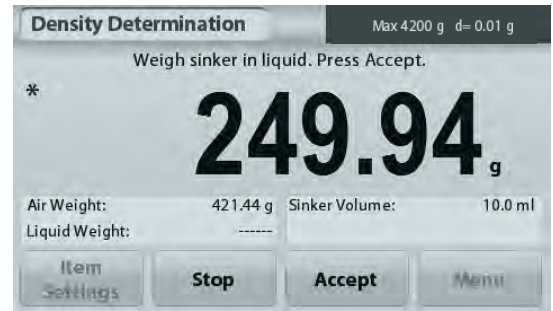 Density Determination Max 4200 g d= 0.01 g
Weigh sinker in liquid. Press Accept.
*
249.94 g
Air Weight: 421.44 g Sinker Volume: 10.0 ml
Liquid Weight: ------
Item Settings Stop Accept Menu